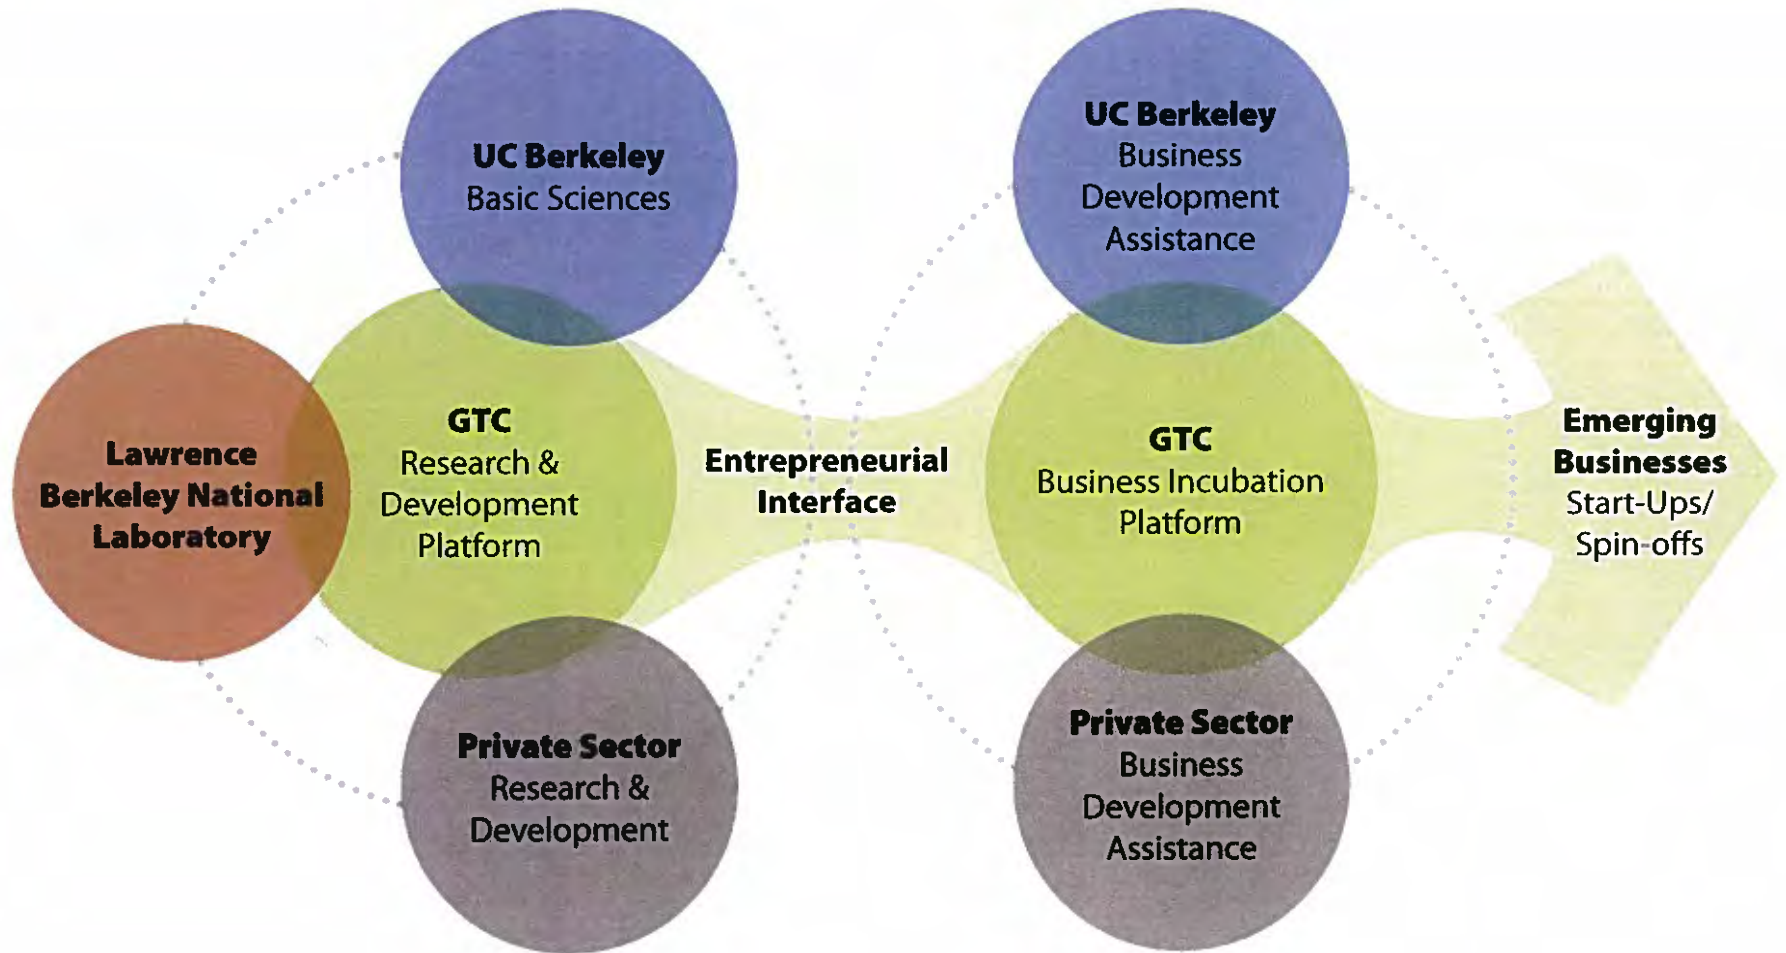 UC Berkeley
Basic Sciences
UC Berkeley
Business
Development
Assistance
Lawrence
Berkeley National
Laboratory
GTC
Research &
Development
Platform
Entrepreneurial
Interface
GTC
Business Incubation
Platform
Emerging
Businesses
Start-Ups/
Spin-offs
Private Sector
Research &
Development
Private Sector
Business
Development
Assistance